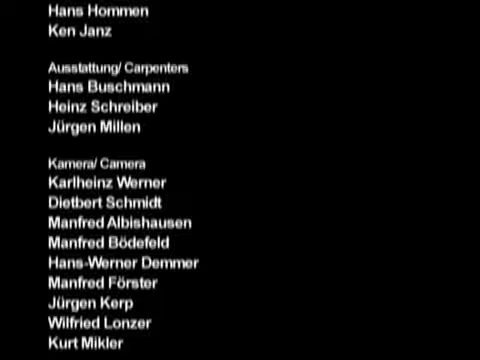 Hans Hommen
Ken Janz
Ausstattung/ Carpenters
Hans Buschmann
Heinz Schreiber
Jürgen Millen
Kamera/ Camera
Karlheinz Werner
Dietbert Schmidt
Manfred Albishausen
Manfred Bödefeld
Hans-Werner Demmer
Manfred Förster
Jürgen Kerp
Wilfried Lonzer
Kurt Mikler